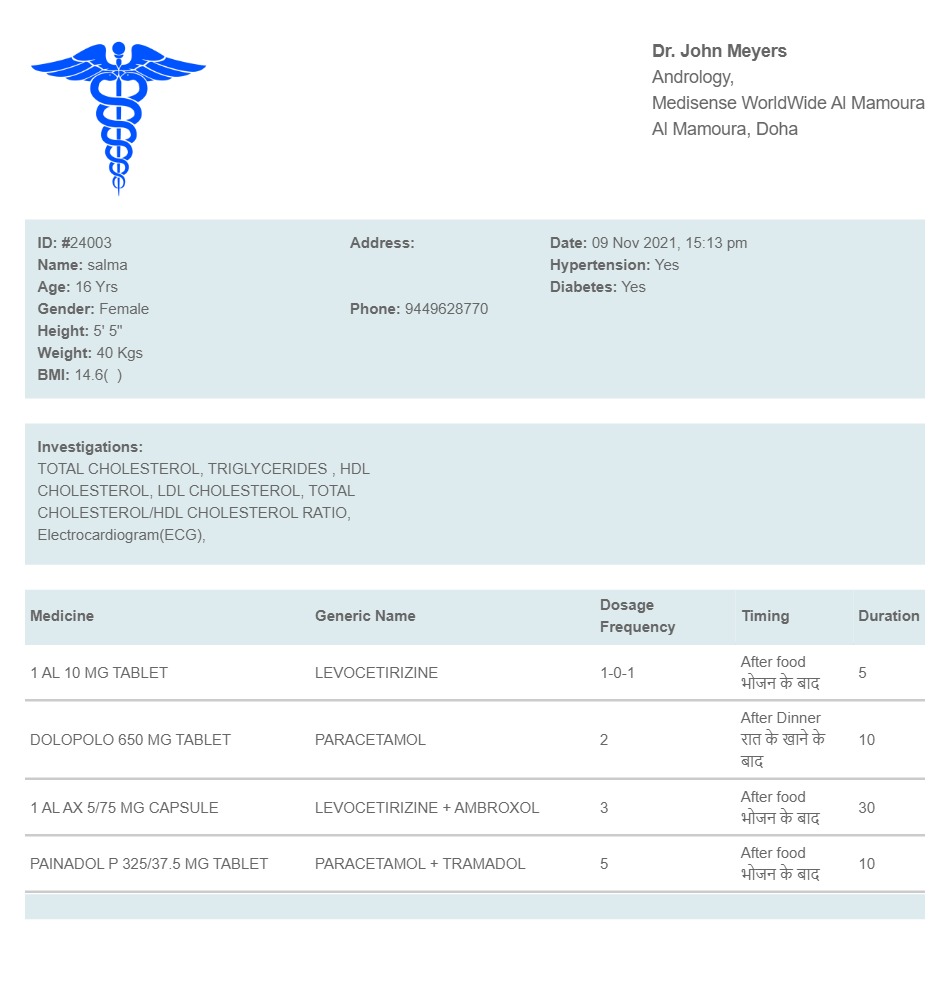 Dr. John Meyers
Andrology,
Medisense WorldWide Al Mamoura
Al Mamoura, Doha
ID: #24003
Name: salma
Age: 16 Yrs
Gender: Female
Height: 5' 5"
Weight: 40 Kgs
BMI: 14.6( )
Address:
Phone: 9449628770
Date: 09 Nov 2021, 15:13 pm
Hypertension: Yes
Diabetes: Yes
Investigations:
TOTAL CHOLESTEROL, TRIGLYCERIDES , HDL
CHOLESTEROL, LDL CHOLESTEROL, TOTAL
CHOLESTEROL/HDL CHOLESTEROL RATIO,
Electrocardiogram(ECG),
Medicine Generic Name Dosage Frequency Timing Duration
1 AL 10 MG TABLET LEVOCETIRIZINE 1-0-1 After food 5
भोजन के बाद
DOLOPOLO 650 MG TABLET PARACETAMOL 2 After Dinner 10
रात के खाने के
बाद
1 AL AX 5/75 MG CAPSULE LEVOCETIRIZINE + AMBROXOL 3 After food 30
भोजन के बाद
PAINADOL P 325/37.5 MG TABLET PARACETAMOL + TRAMADOL 5 After food 10
भोजन के बाद